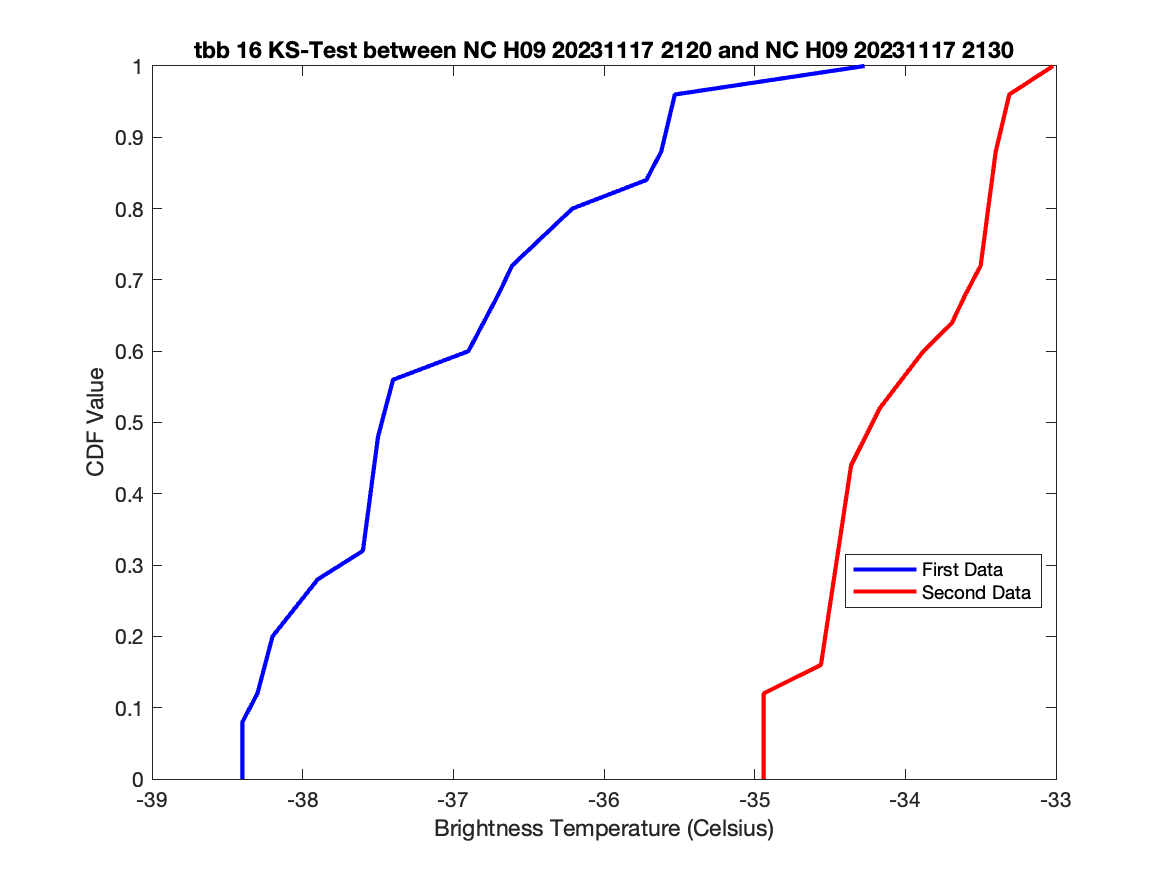 tbb 16 KS-Test between NC H09 20231117 2120 and NC H09 20231117 2130
1
0.9
0.8
0.7
0.6
0.5
0.4
0.3
0.2
0.1
0
CDF Value
First Data
Second Data
-39 -38 -37 -36 -35 -34 -33
Brightness Temperature (Celsius)